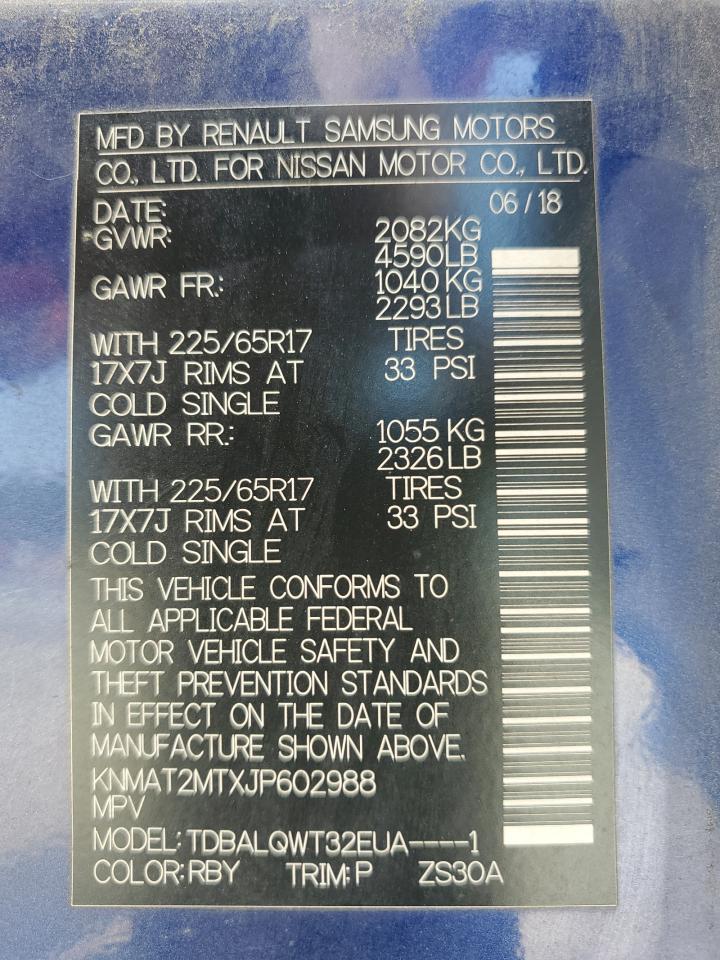 MFD BY RENAULT SAMSUNG MOTORS
CO., LTD. FOR NISSAN MOTOR CO., LTD.
DATE: 06 / 18
GVWR: 2082KG
4590LB
GAWR FR.: 1040 KG
2293LB
WITH 225/65R17 TIRES
17X7J RIMS AT 33 PSI
COLD SINGLE
GAWR RR.: 1055 KG
2326LB
WITH 225/65R17 TIRES
17X7J RIMS AT 33 PSI
COLD SINGLE
THIS VEHICLE CONFORMS TO
ALL APPLICABLE FEDERAL
MOTOR VEHICLE SAFETY AND
THEFT PREVENTION STANDARDS
IN EFFECT ON THE DATE OF
MANUFACTURE SHOWN ABOVE.
KNMAT2MTXJP602988
MPV
MODEL: TDBALQWT32EUA----1
COLOR: RBY TRIM: P ZS30A